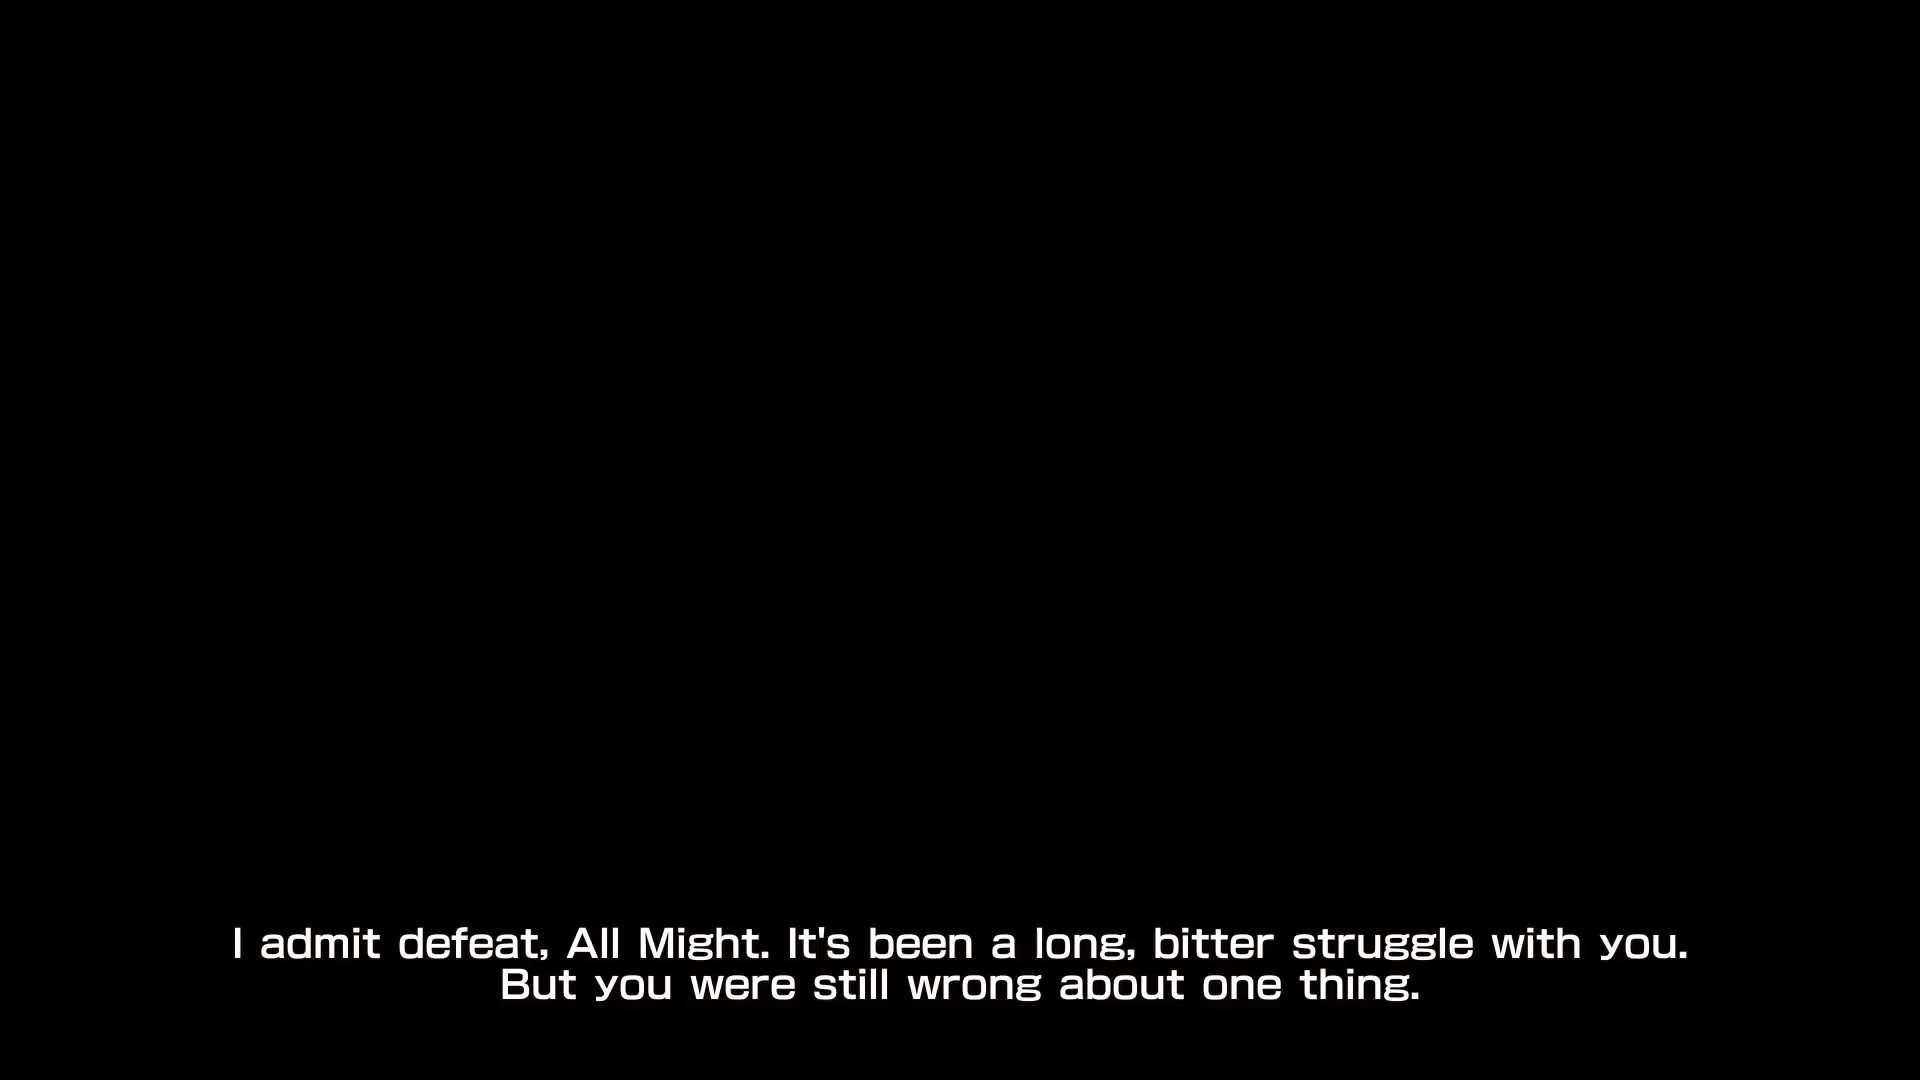 I admit defeat, All Might. It's been a long, bitter struggle with you.
But you were still wrong about one thing.